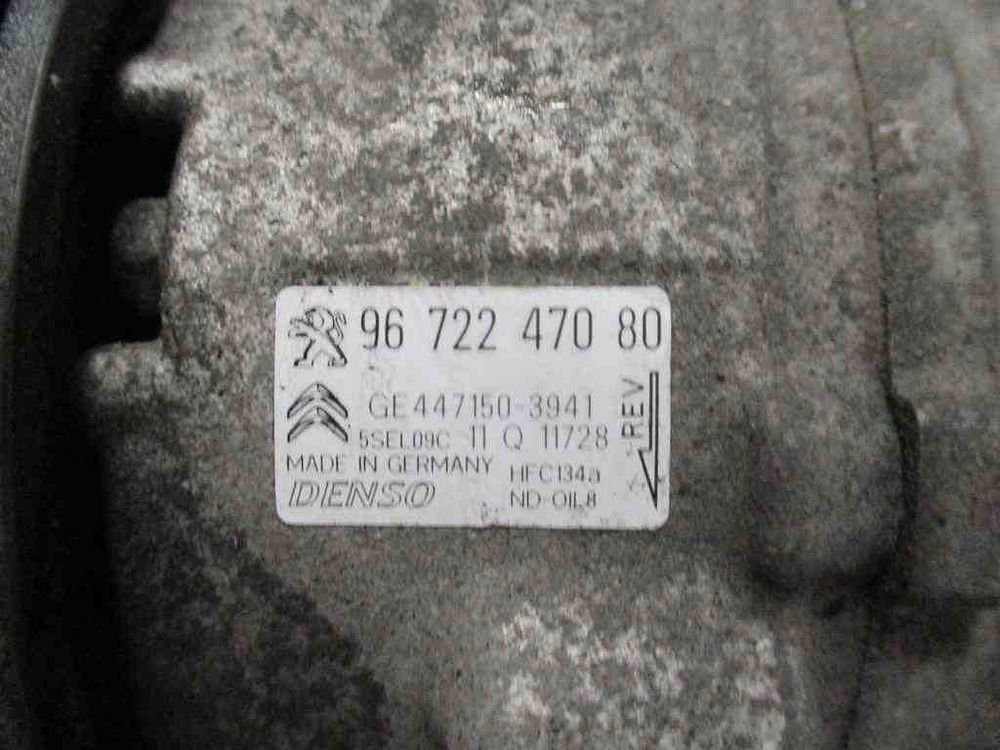 96 722 470 80
GE447150-3941
5SEL09C 11 Q 11728
MADE IN GERMANY
HFC134a
DENSO
ND-OIL8
REV